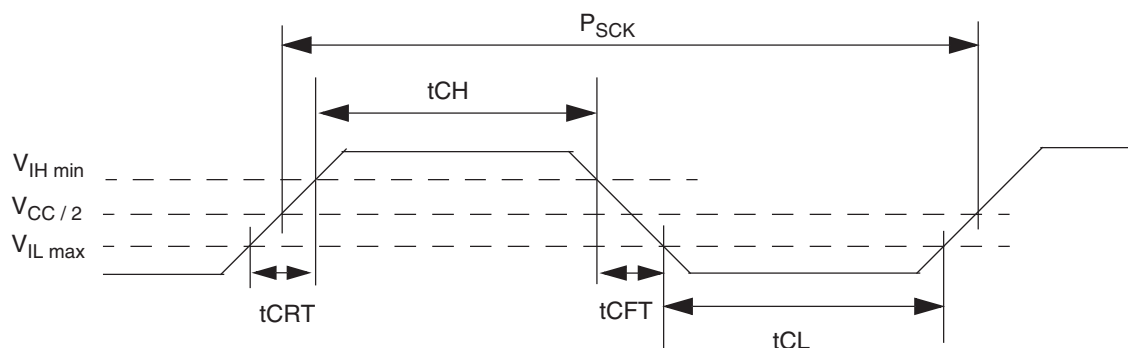 PSCK
tCH
VIH min
VCC / 2
VIL max
tCRT
tCFT
tCL